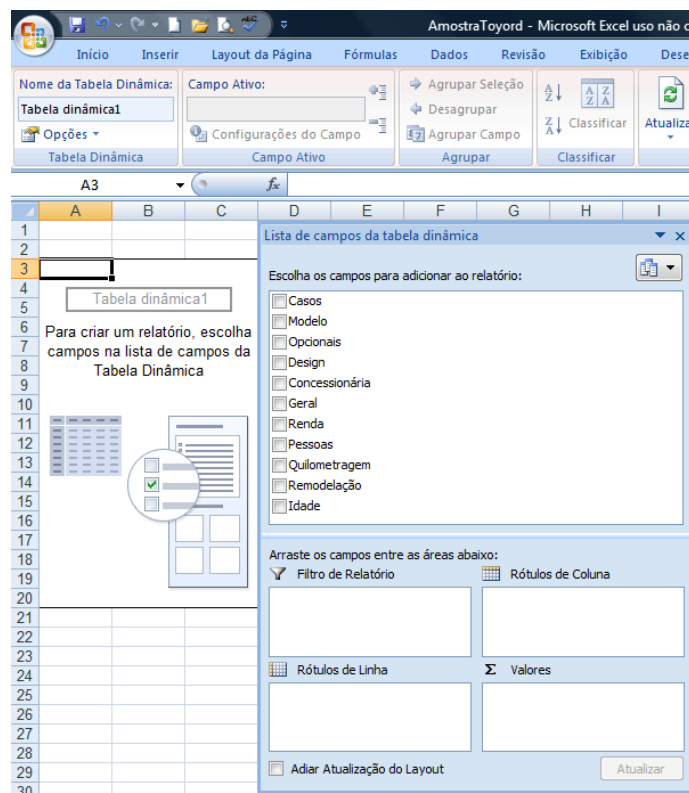 AmostraToyord - Microsoft Excel uso não c
Início Inserir Layout da Página Fórmulas Dados Revisão Exibição Dese
Nome da Tabela Dinâmica: Campo Ativo: Agrupar Seleção
Tabela dinâmica1 Desagrupar Classificar Atualiza
Opções Configurações do Campo Agrupar Campo
Tabela Dinâmica Campo Ativo Agrupar Classificar
A3 fx
A B C D E F G H I
1
2
3
4
5
6
7
8
9
10
11
12
13
14
15
16
17
18
19
20
21
22
23
24
25
26
27
28
29
30
Tabela dinâmica1
Para criar um relatório, escolha
campos na lista de campos da
Tabela Dinâmica
Lista de campos da tabela dinâmica
Escolha os campos para adicionar ao relatório:
Casos
Modelo
Opcionais
Design
Concessionária
Geral
Renda
Pessoas
Quilometragem
Remodelação
Idade
Arraste os campos entre as áreas abaixo:
Filtro de Relatório Rótulos de Coluna
Rótulos de Linha Σ Valores
Adiar Atualização do Layout Atualizar